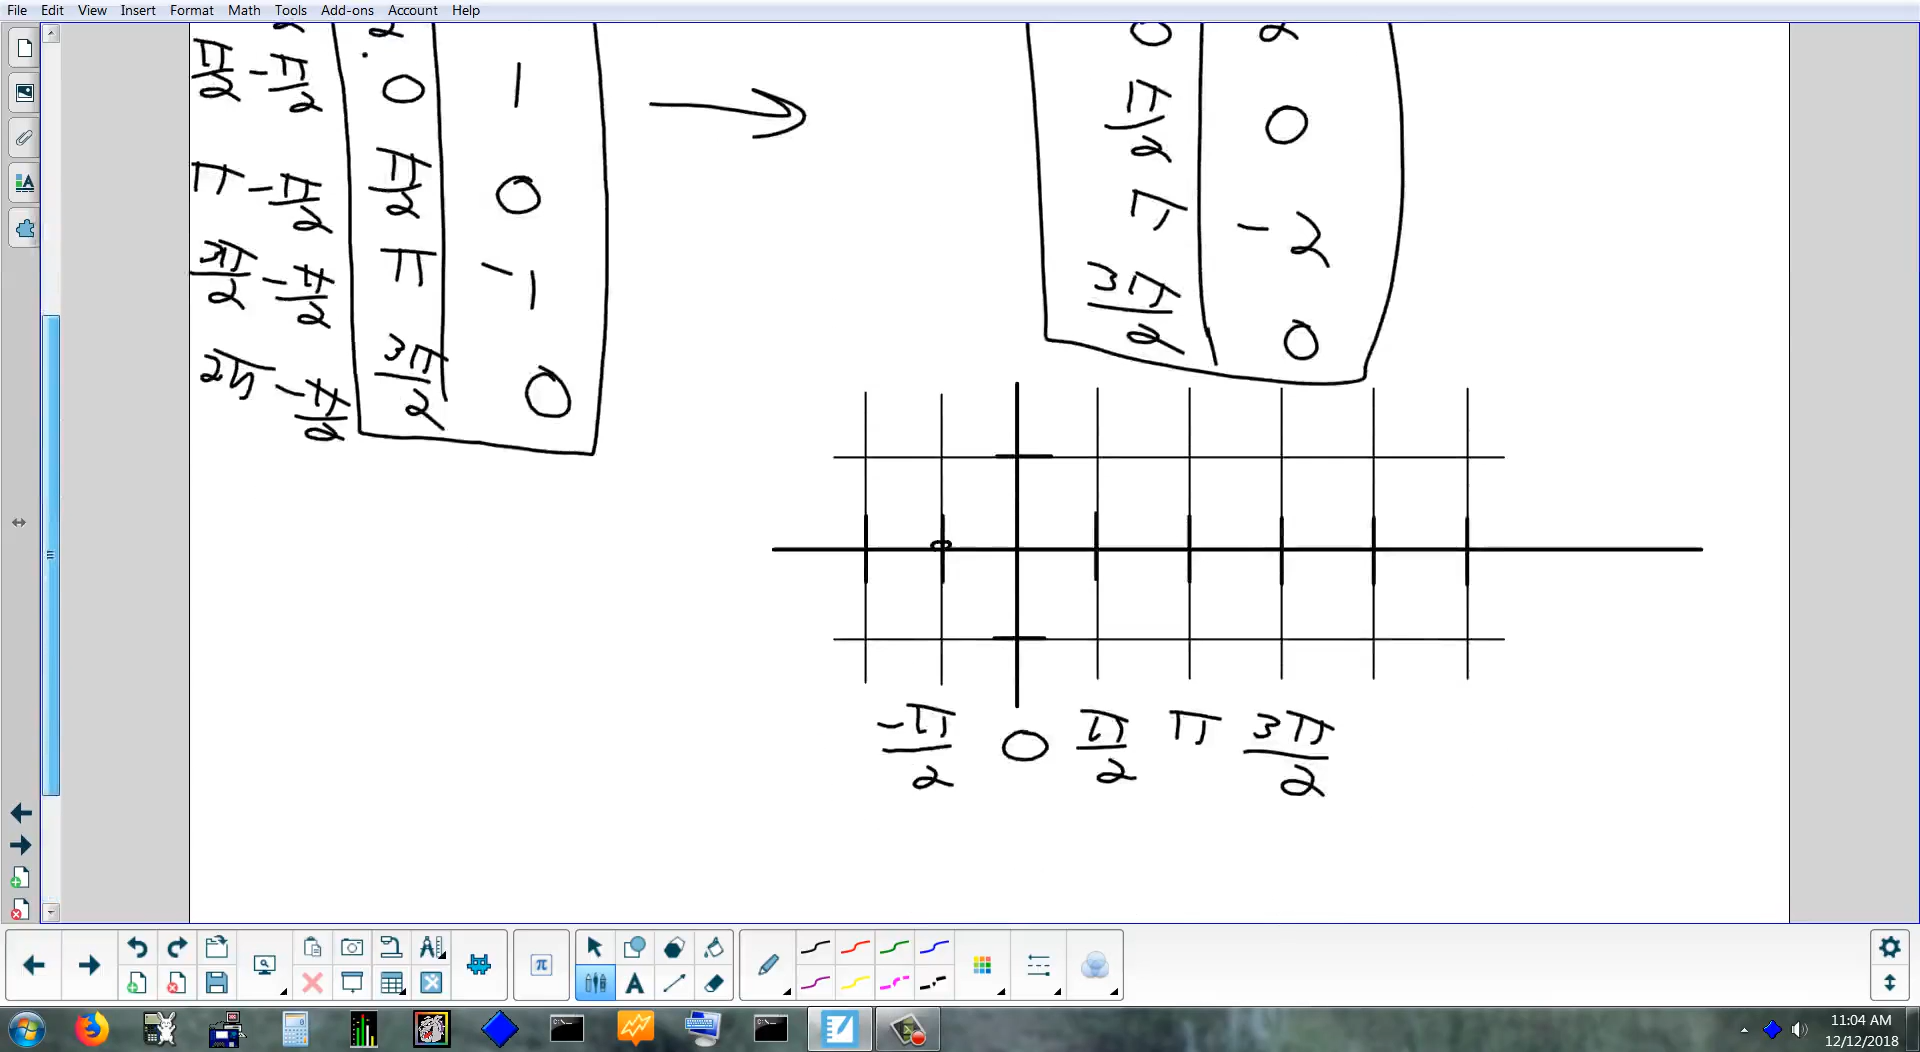 File Edit View Insert Format Math Tools Add-ons Account Help
π/2 - π/2 0 1
π - π/2 π/2 0
3π/2 - π/2 π -1
2π - π/2 3π/2 0
0 2
π/2 0
π -2
3π/2 0
-π/2 0 π/2 π 3π/2
π
A
11:04 AM
12/12/2018